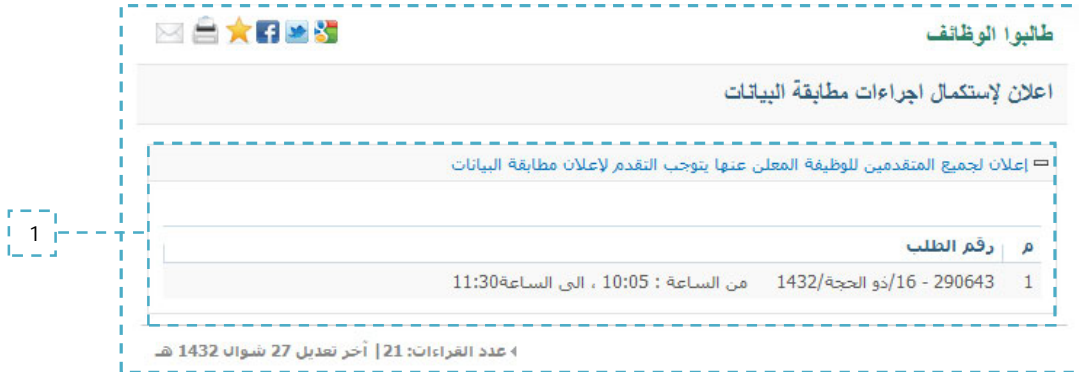 طالبوا الوظائف
اعلان لإستكمال اجراءات مطابقة البيانات
إعلان لجميع المتقدمين للوظيفة المعلن عنها يتوجب التقدم لإعلان مطابقة البيانات
1
م رقم الطلب
1 290643 - 16/ذو الحجة/1432 من الساعة : 10:05 ، الى الساعة11:30
عدد القراءات: 21| آخر تعديل 27 شوال 1432 هـ